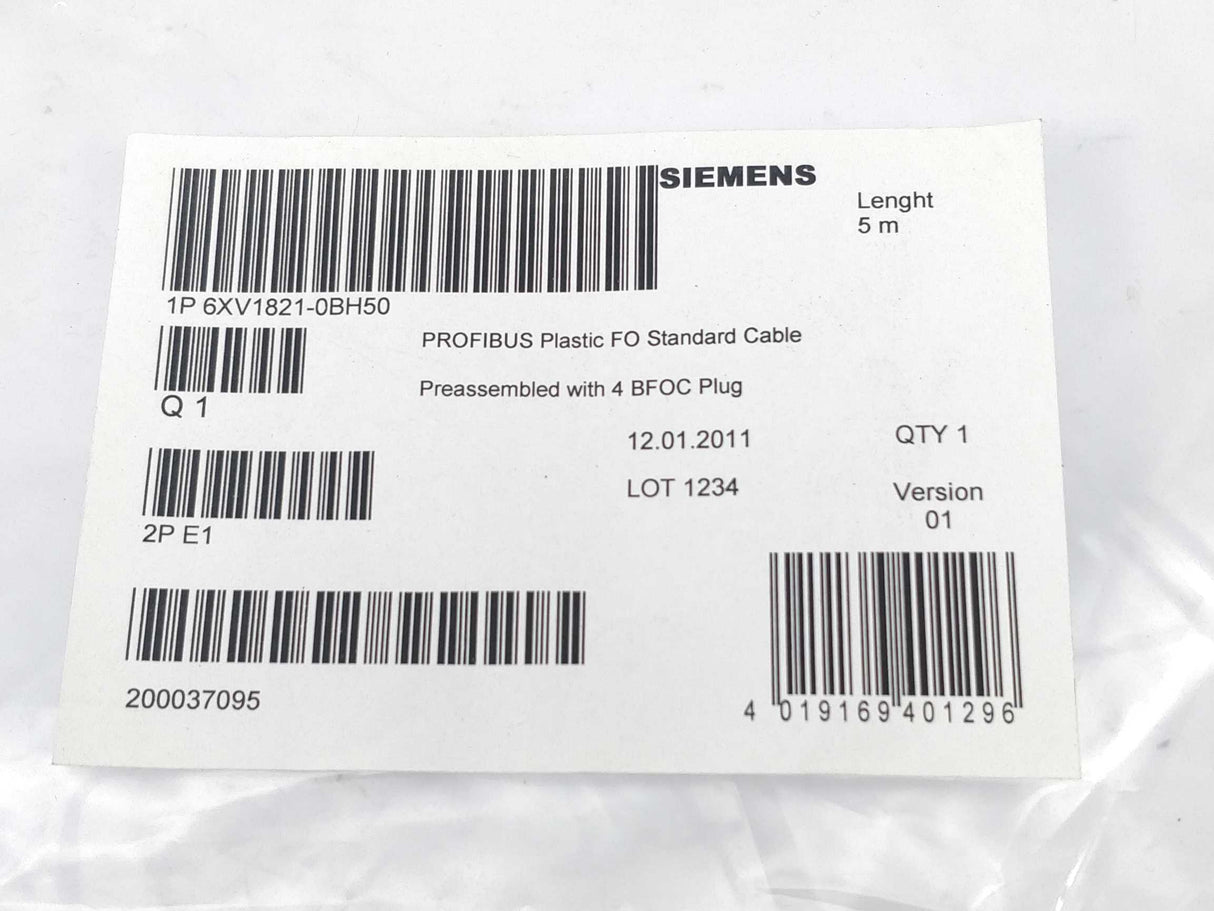 SIEMENS
Lenght
5 m
1P 6XV1821-0BH50
PROFIBUS Plastic FO Standard Cable
Q 1
Preassembled with 4 BFOC Plug
12.01.2011
QTY 1
LOT 1234
Version
01
2P E1
200037095
4 019169 401296